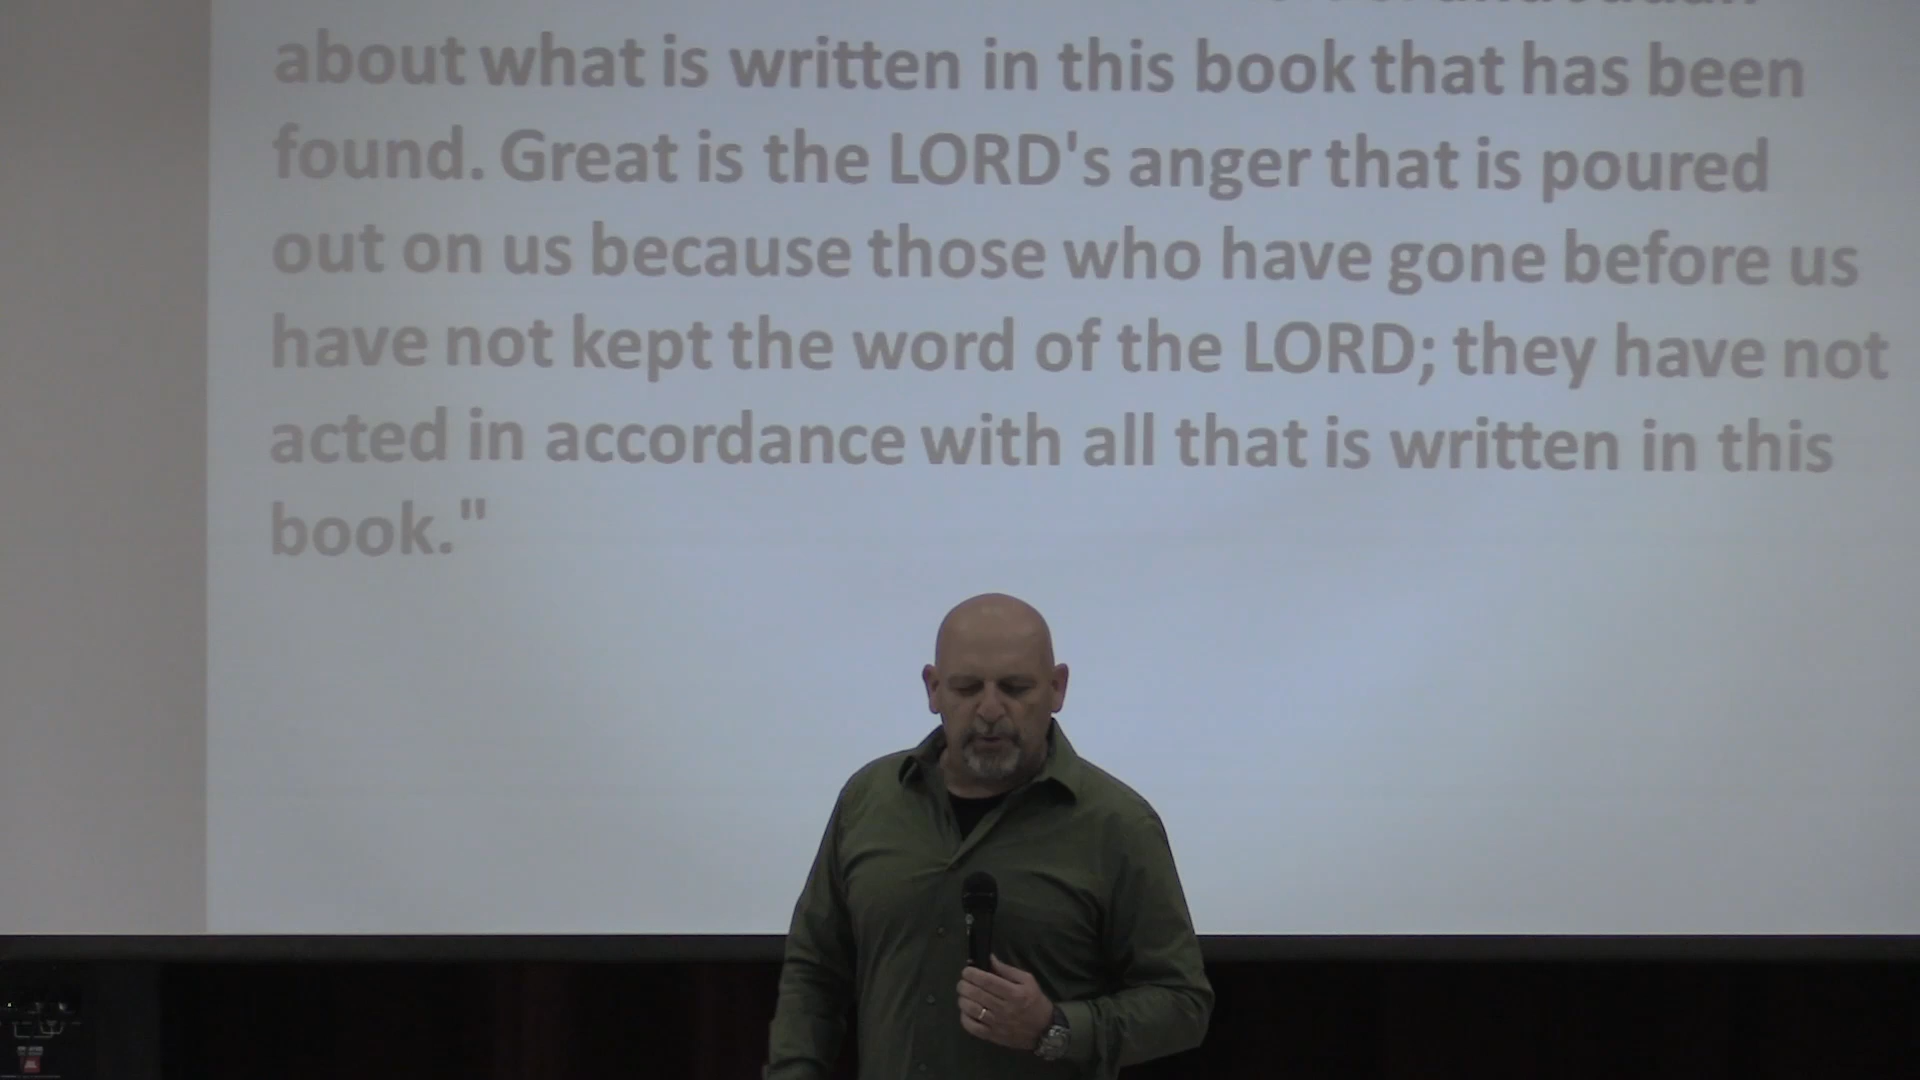 about what is written in this book that has been
found. Great is the LORD's anger that is poured
out on us because those who have gone before us
have not kept the word of the LORD; they have not
acted in accordance with all that is written in this
book."